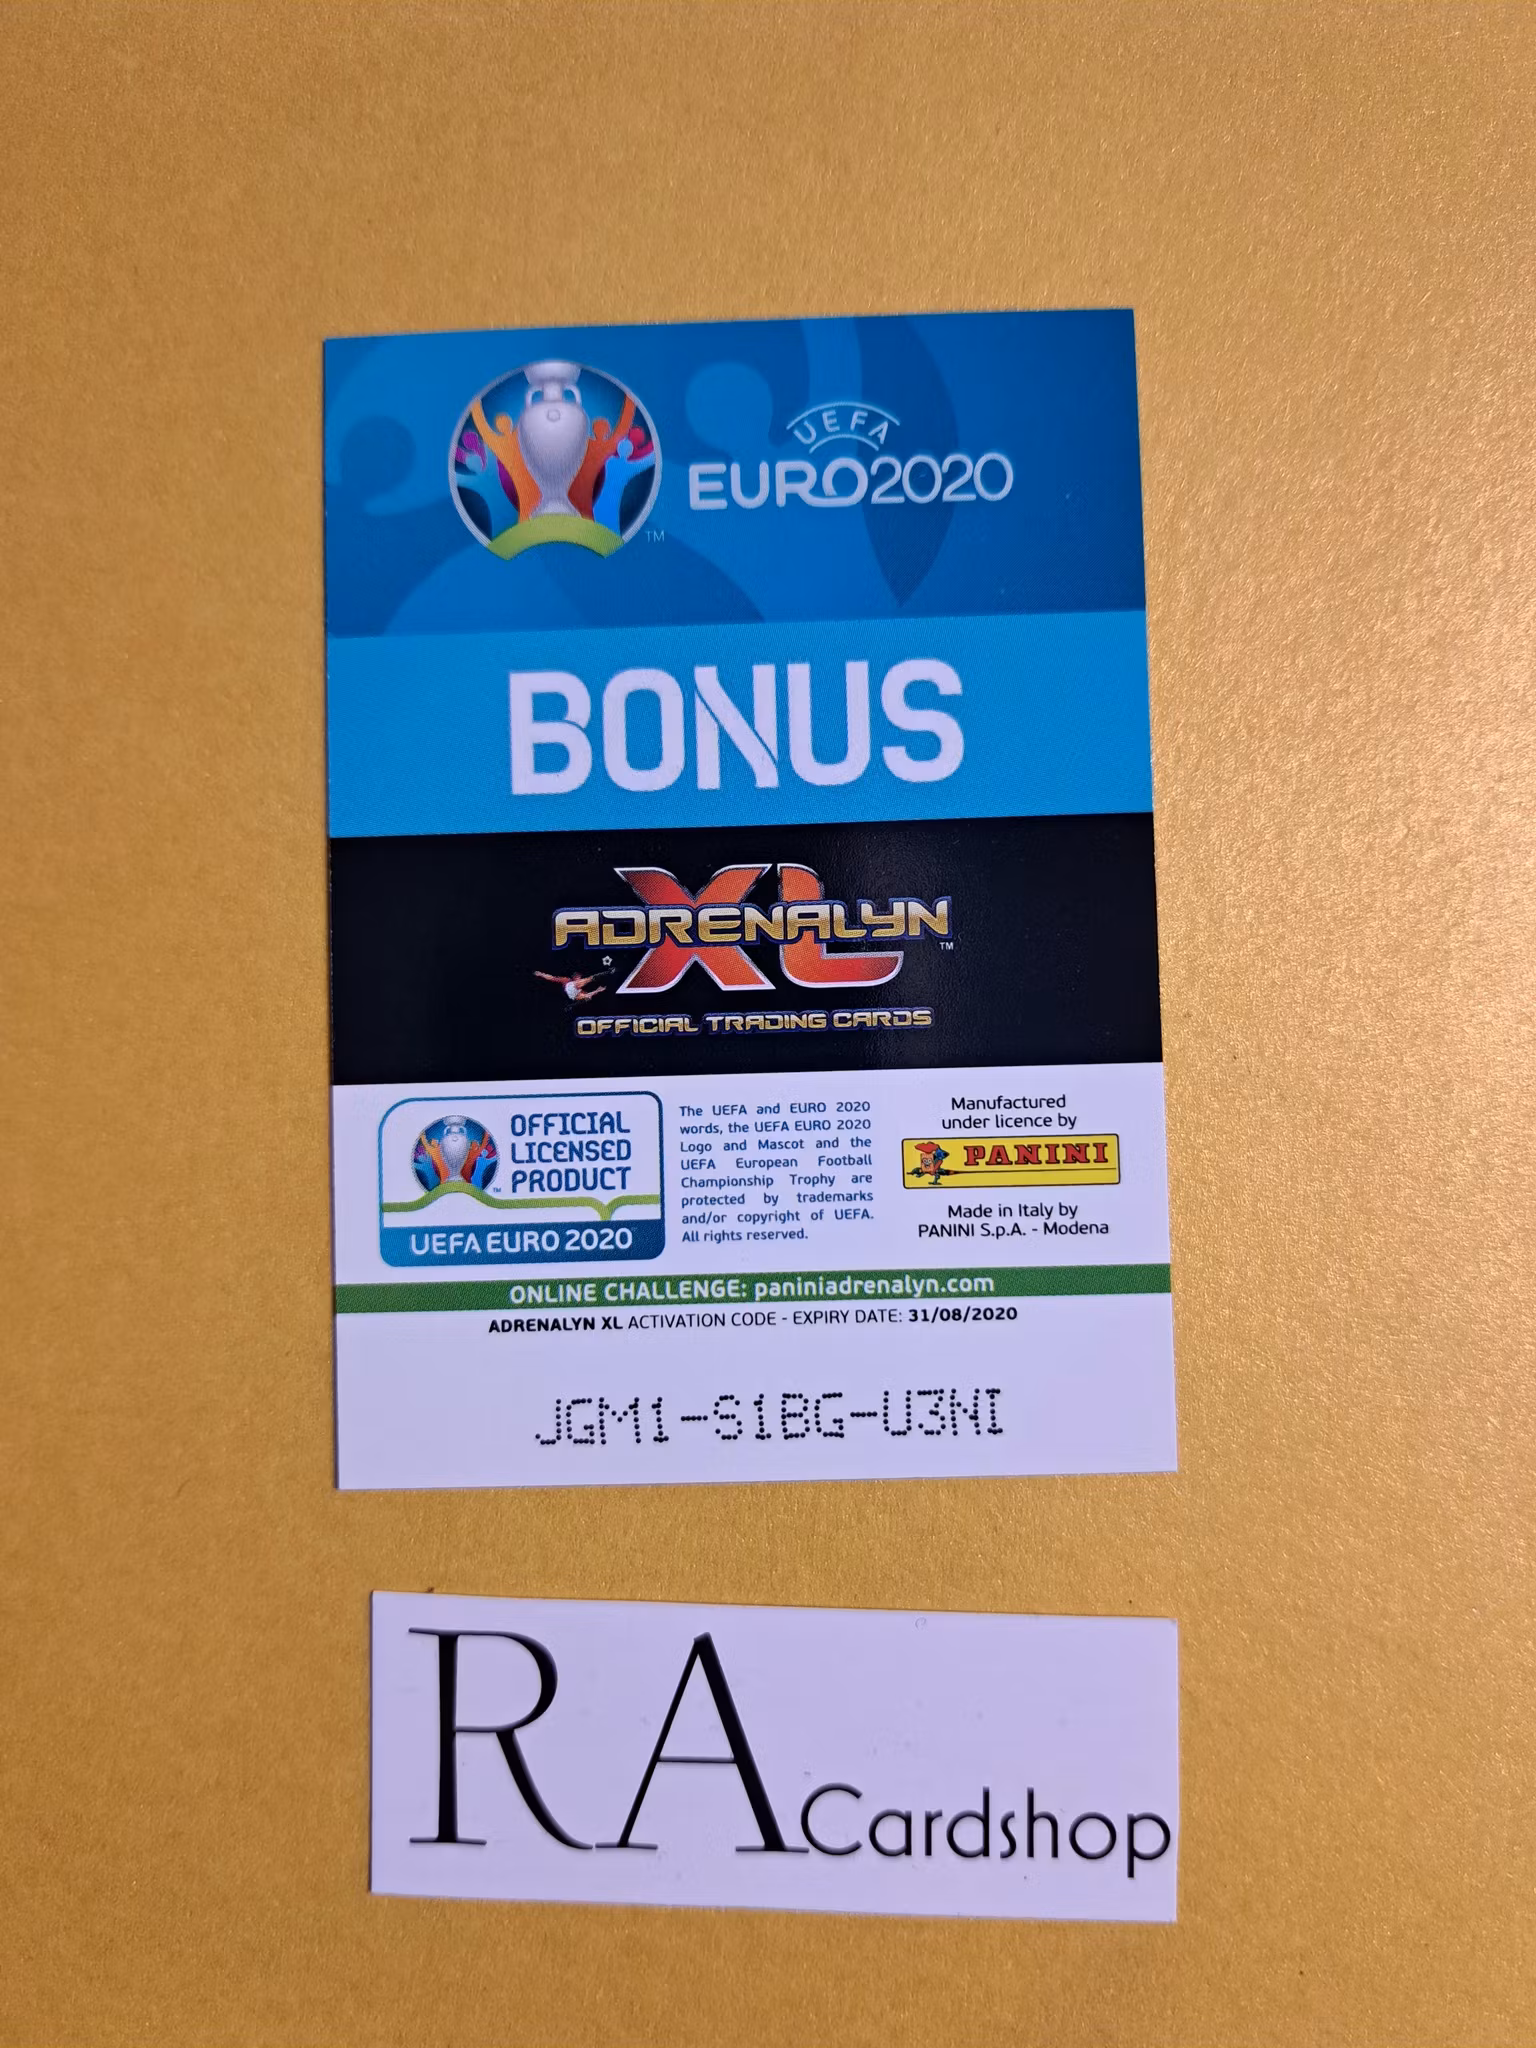 UEFA
EURO2020
TM
BONUS
ADRENALYN
XL
TM
OFFICIAL TRADING CARDS
OFFICIAL
LICENSED
PRODUCT
TM
UEFA EURO 2020
The UEFA and EURO 2020
words, the UEFA EURO 2020
Logo and Mascot and the
UEFA European Football
Championship Trophy are
protected by trademarks
and/or copyright of UEFA.
All rights reserved.
Manufactured
under licence by
PANINI
Made in Italy by
PANINI S.p.A. - Modena
ONLINE CHALLENGE: paniniadrenalyn.com
ADRENALYN XL ACTIVATION CODE - EXPIRY DATE: 31/08/2020
JGM1-S1BG-U3NI
RA Cardshop